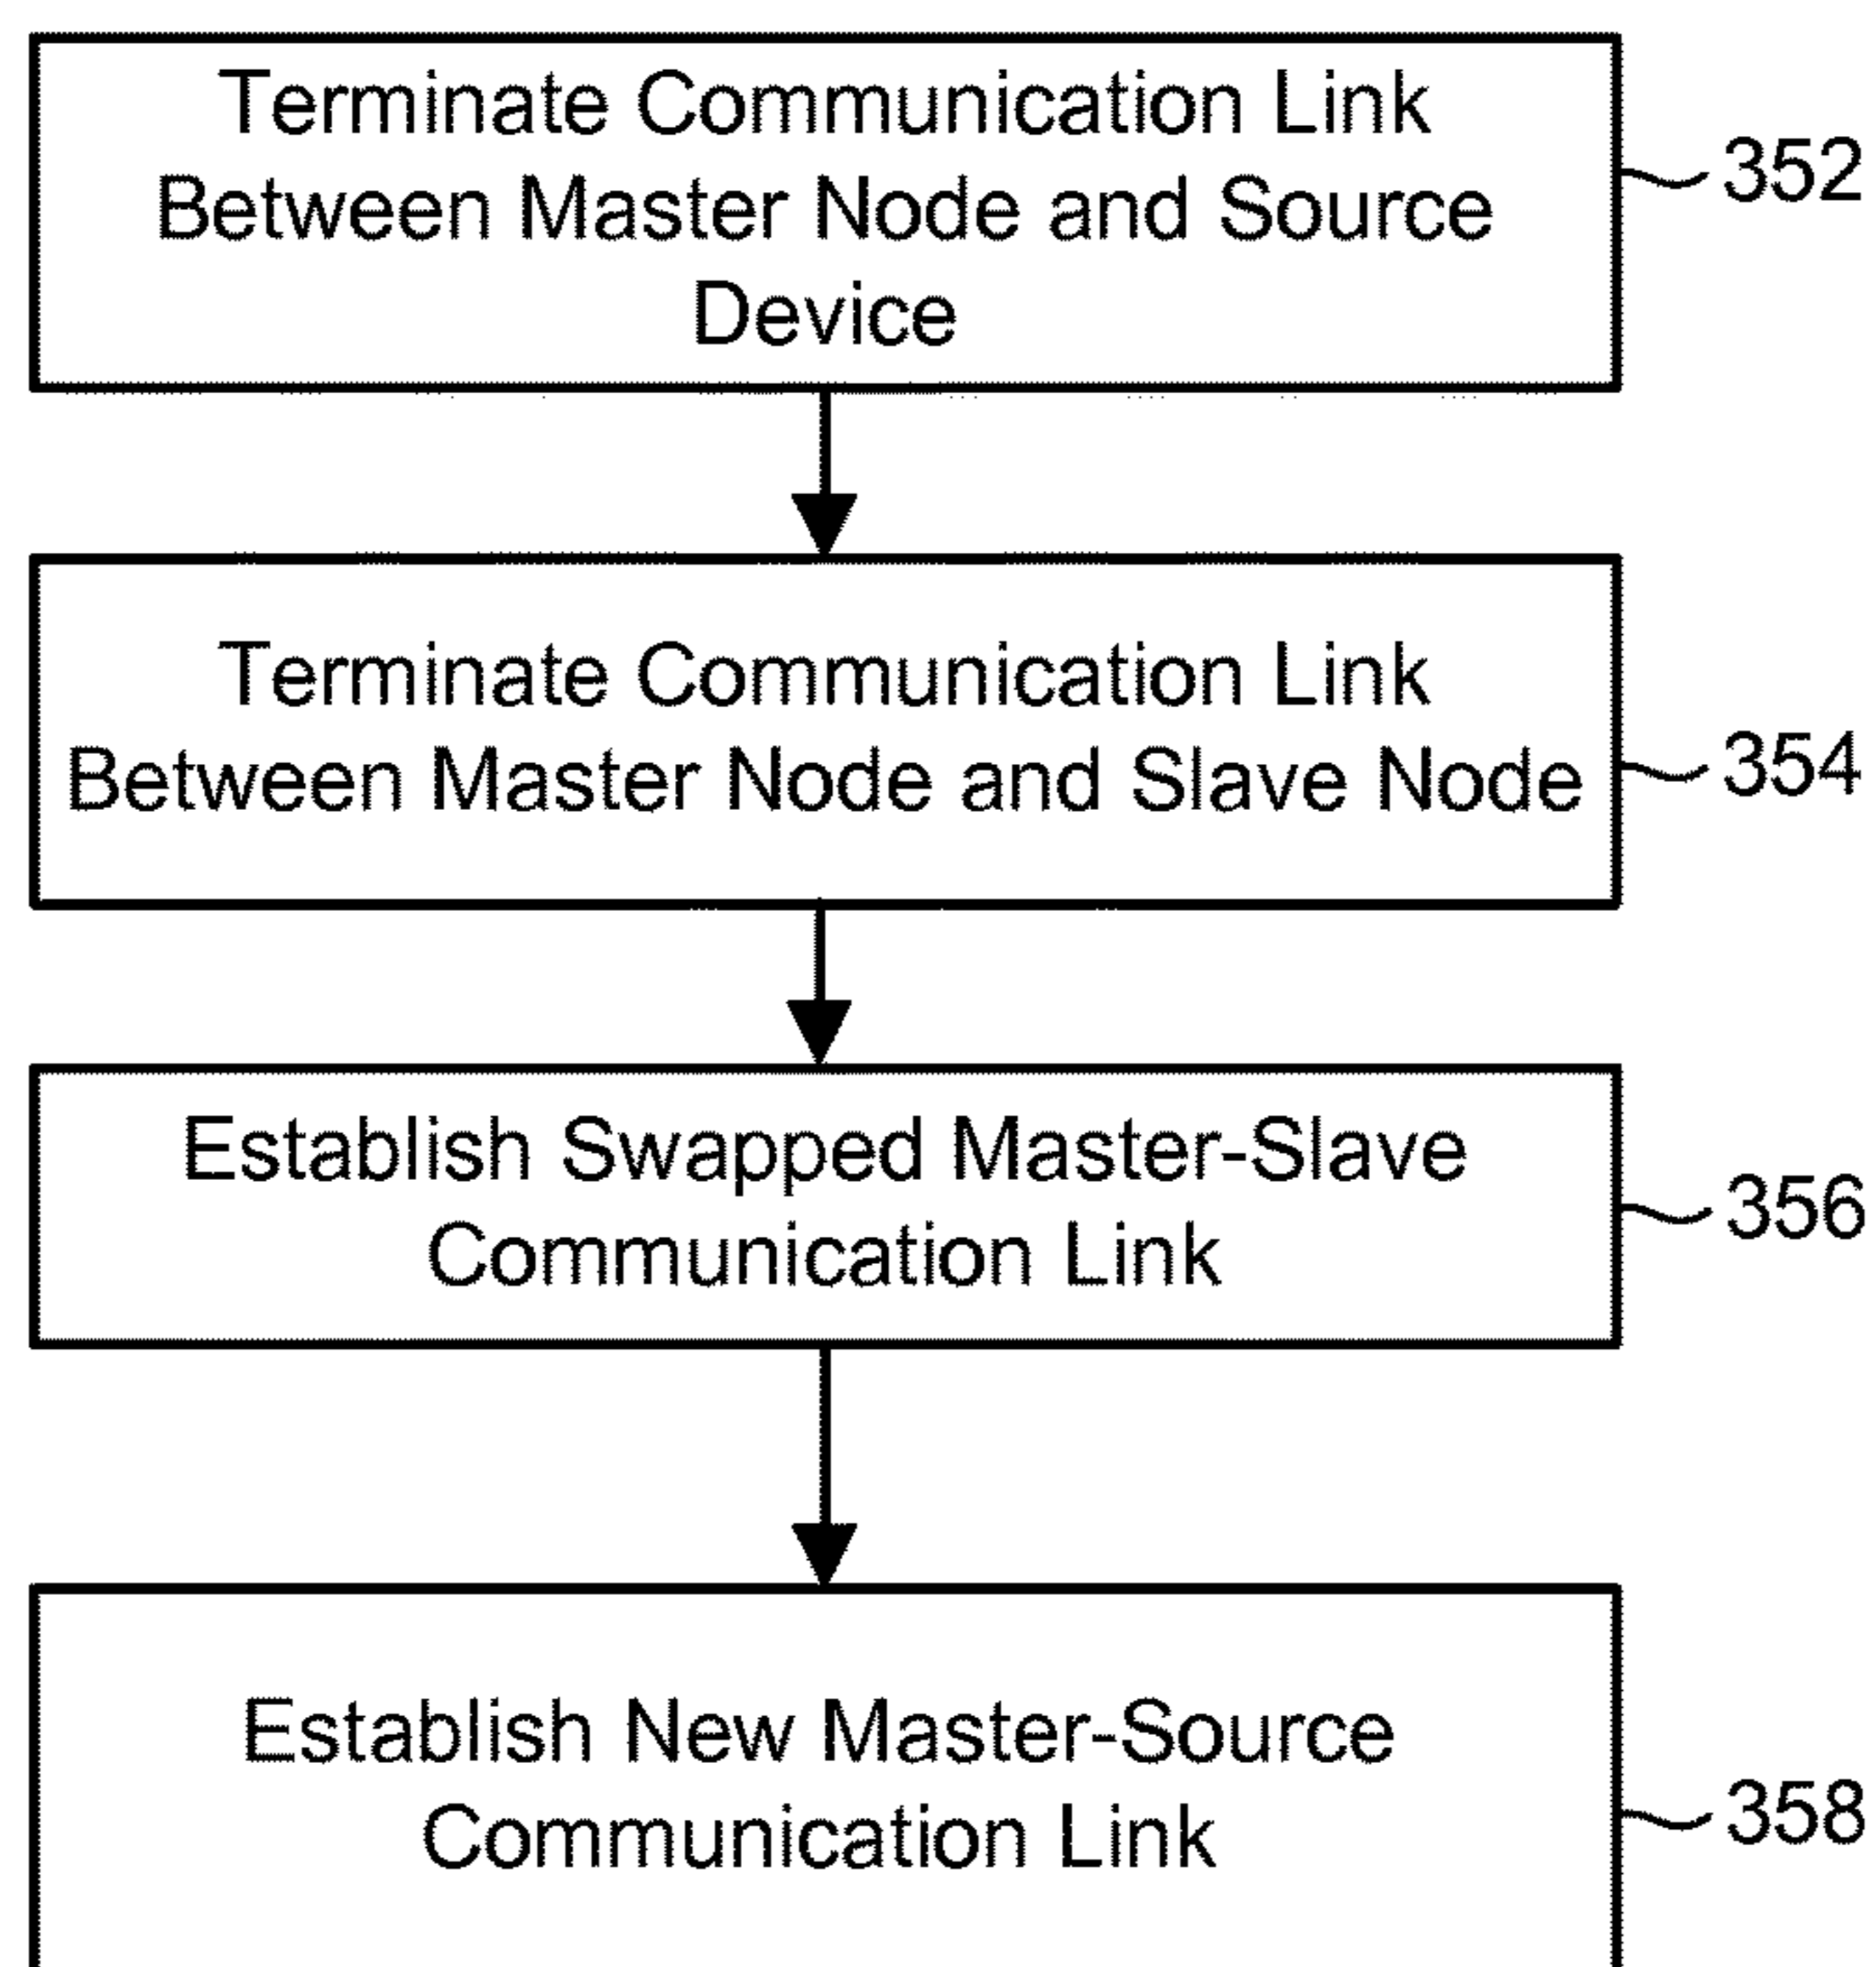 Terminate Communication Link
Between Master Node and Source
Device
352
Terminate Communication Link
Between Master Node and Slave Node
354
Establish Swapped Master-Slave
Communication Link
356
Establish New Master-Source
Communication Link
358